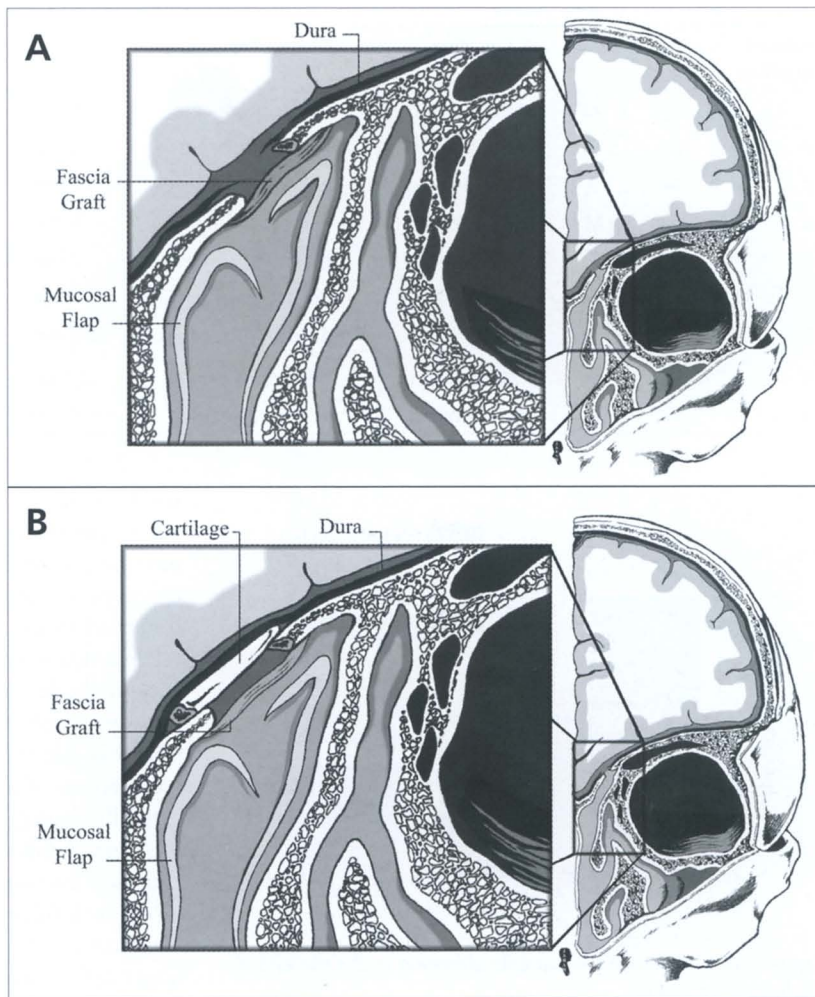 A
Dura
Fascia
Graft
Mucosal
Flap
B
Cartilage
Dura
Fascia
Graft
Mucosal
Flap